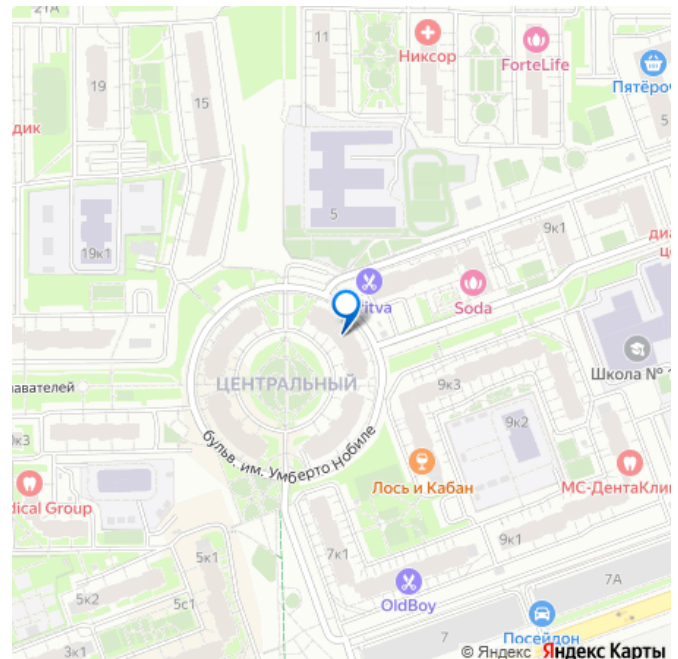 21А
11
Никсор
ForteLife
Пятёроч
19
15
дик
5
5
19к1
9к1
диа
ц
itva
Soda
Школа № 1
ЦЕНТРАЛЬНЫЙ
авателей
9к3
9к2
бульв. им. Умберто Нобиле
0к3
Лось и Кабан
МС-ДентаКлин
dical Group
5к1
7к1
9к1
5к2
5с1
OldBoy
7А
7
Посейдон
3к1
© Яндекс Яндекс Карты